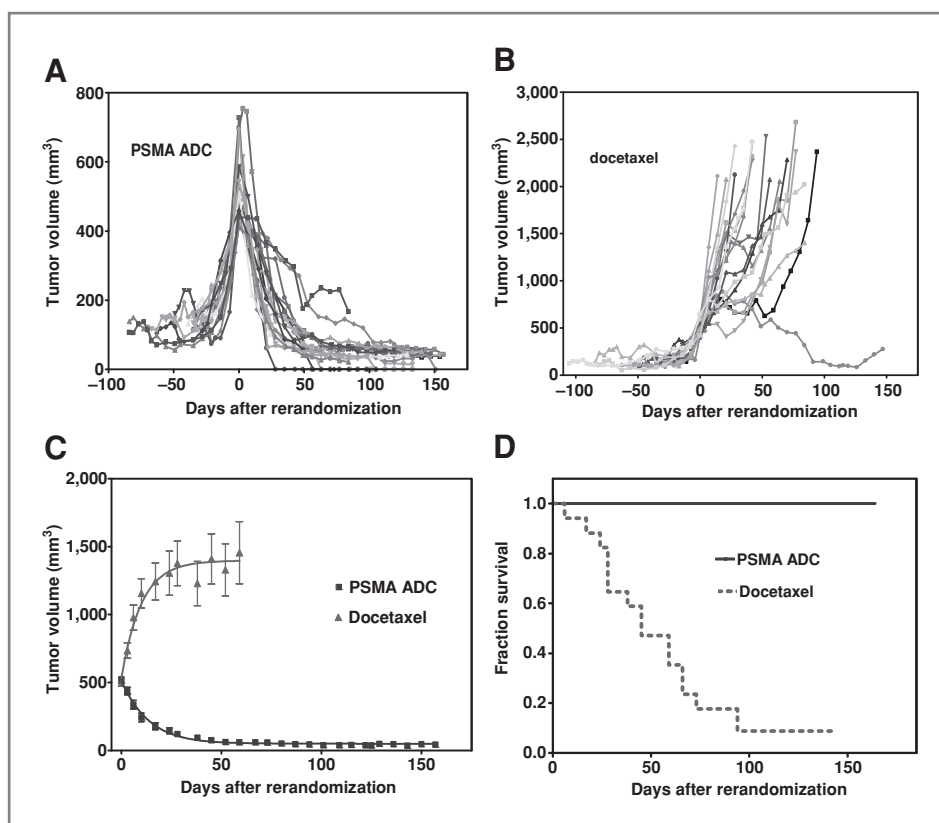 A
800
600
400
200
0
Tumor volume (mm³)
PSMA ADC
−100 −50 0 50 100 150
Days after rerandomization
B
3,000
2,500
2,000
1,500
1,000
500
0
Tumor volume (mm³)
docetaxel
−100 −50 0 50 100 150
Days after rerandomization
C
2,000
1,500
1,000
500
0
Tumor volume (mm³)
PSMA ADC
Docetaxel
0 50 100 150
Days after rerandomization
D
1.0
0.8
0.6
0.4
0.2
0.0
Fraction survival
PSMA ADC
Docetaxel
0 50 100 150
Days after rerandomization